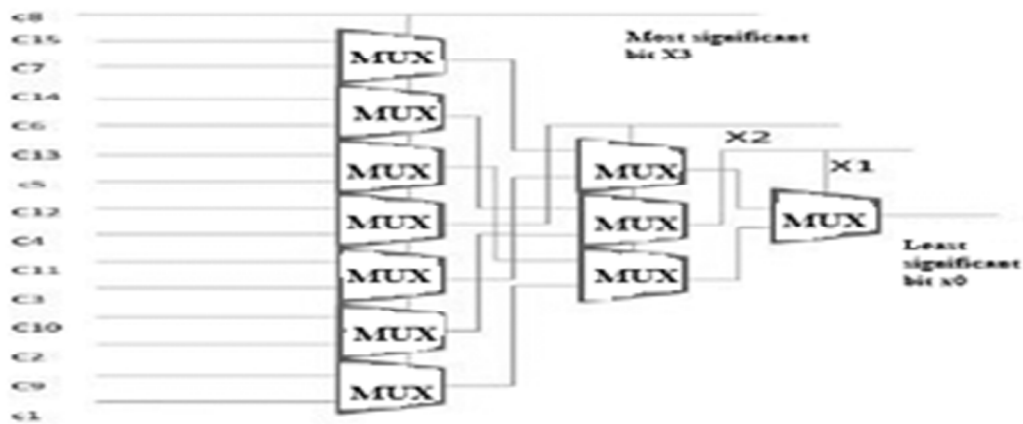 c8
C15
C7
C14
C6
C13
c5
C12
C4
C11
C3
C10
C2
C9
c1
MUX
MUX
MUX
MUX
MUX
MUX
MUX
Most significant
bit X3
MUX
MUX
MUX
X2
X1
MUX
Least
significant
bit x0